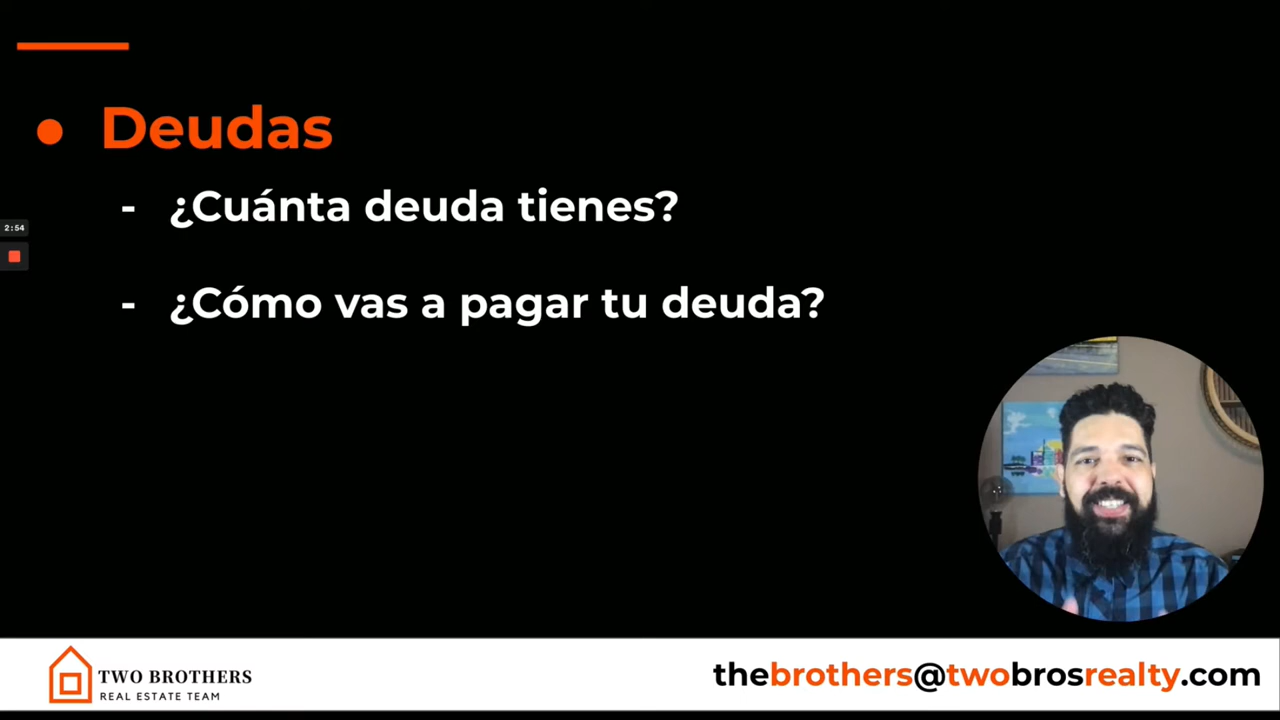 ● Deudas
- ¿Cuánta deuda tienes?
2:54
- ¿Cómo vas a pagar tu deuda?
TWO BROTHERS
REAL ESTATE TEAM
thebrothers@twobrosrealty.com